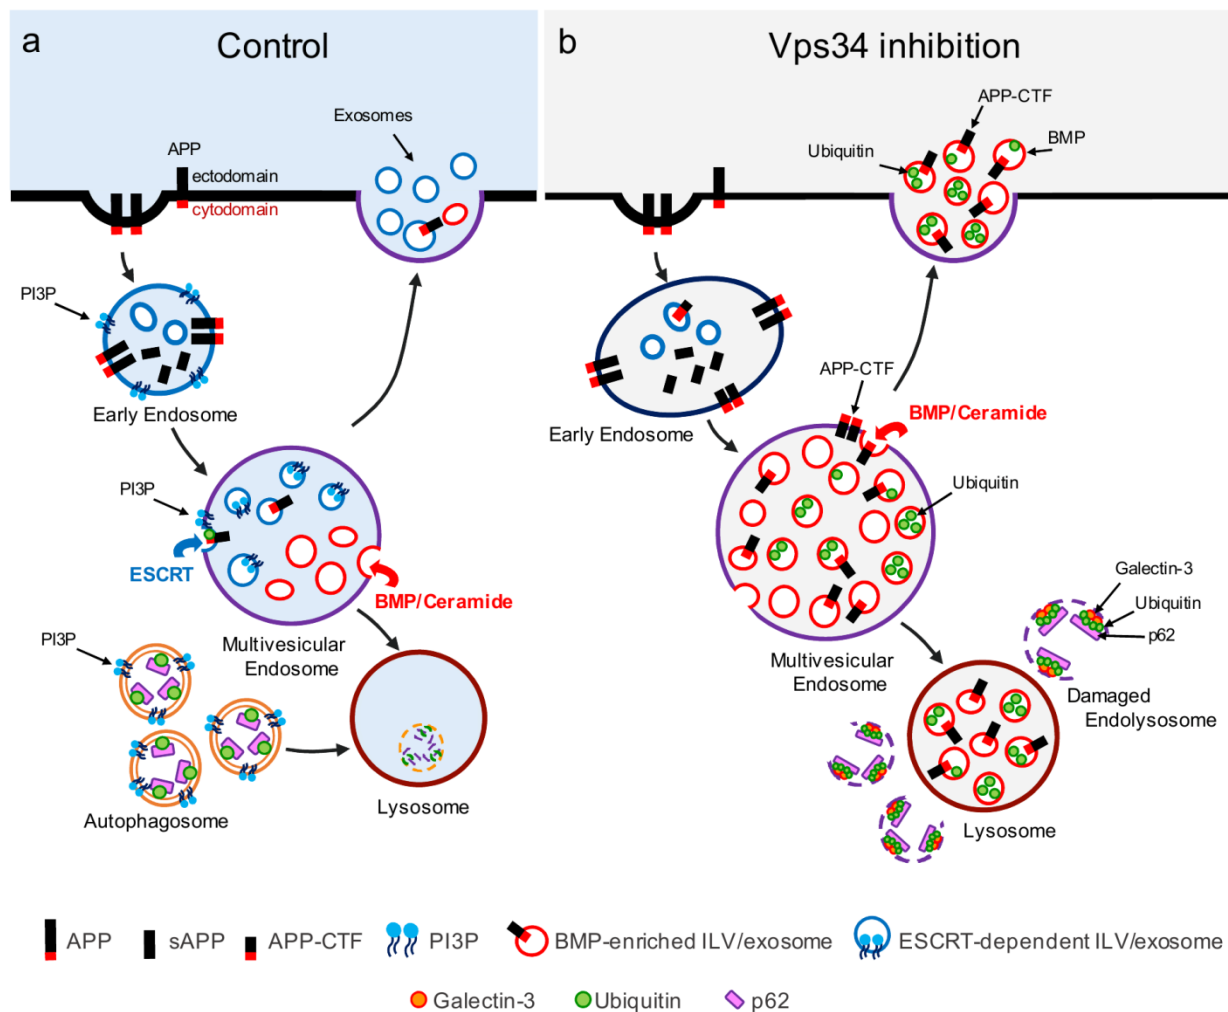 a
Control
Exosomes
APP
ectodomain
cytodomain
PI3P
Early Endosome
PI3P
ESCRT
BMP/Ceramide
Multivesicular
Endosome
PI3P
Autophagosome
Lysosome
b
Vps34 inhibition
APP-CTF
Ubiquitin
BMP
Early Endosome
APP-CTF
BMP/Ceramide
Ubiquitin
Multivesicular
Endosome
Galectin-3
Ubiquitin
p62
Damaged
Endolysosome
Lysosome
APP
sAPP
APP-CTF
PI3P
BMP-enriched ILV/exosome
ESCRT-dependent ILV/exosome
Galectin-3
Ubiquitin
p62